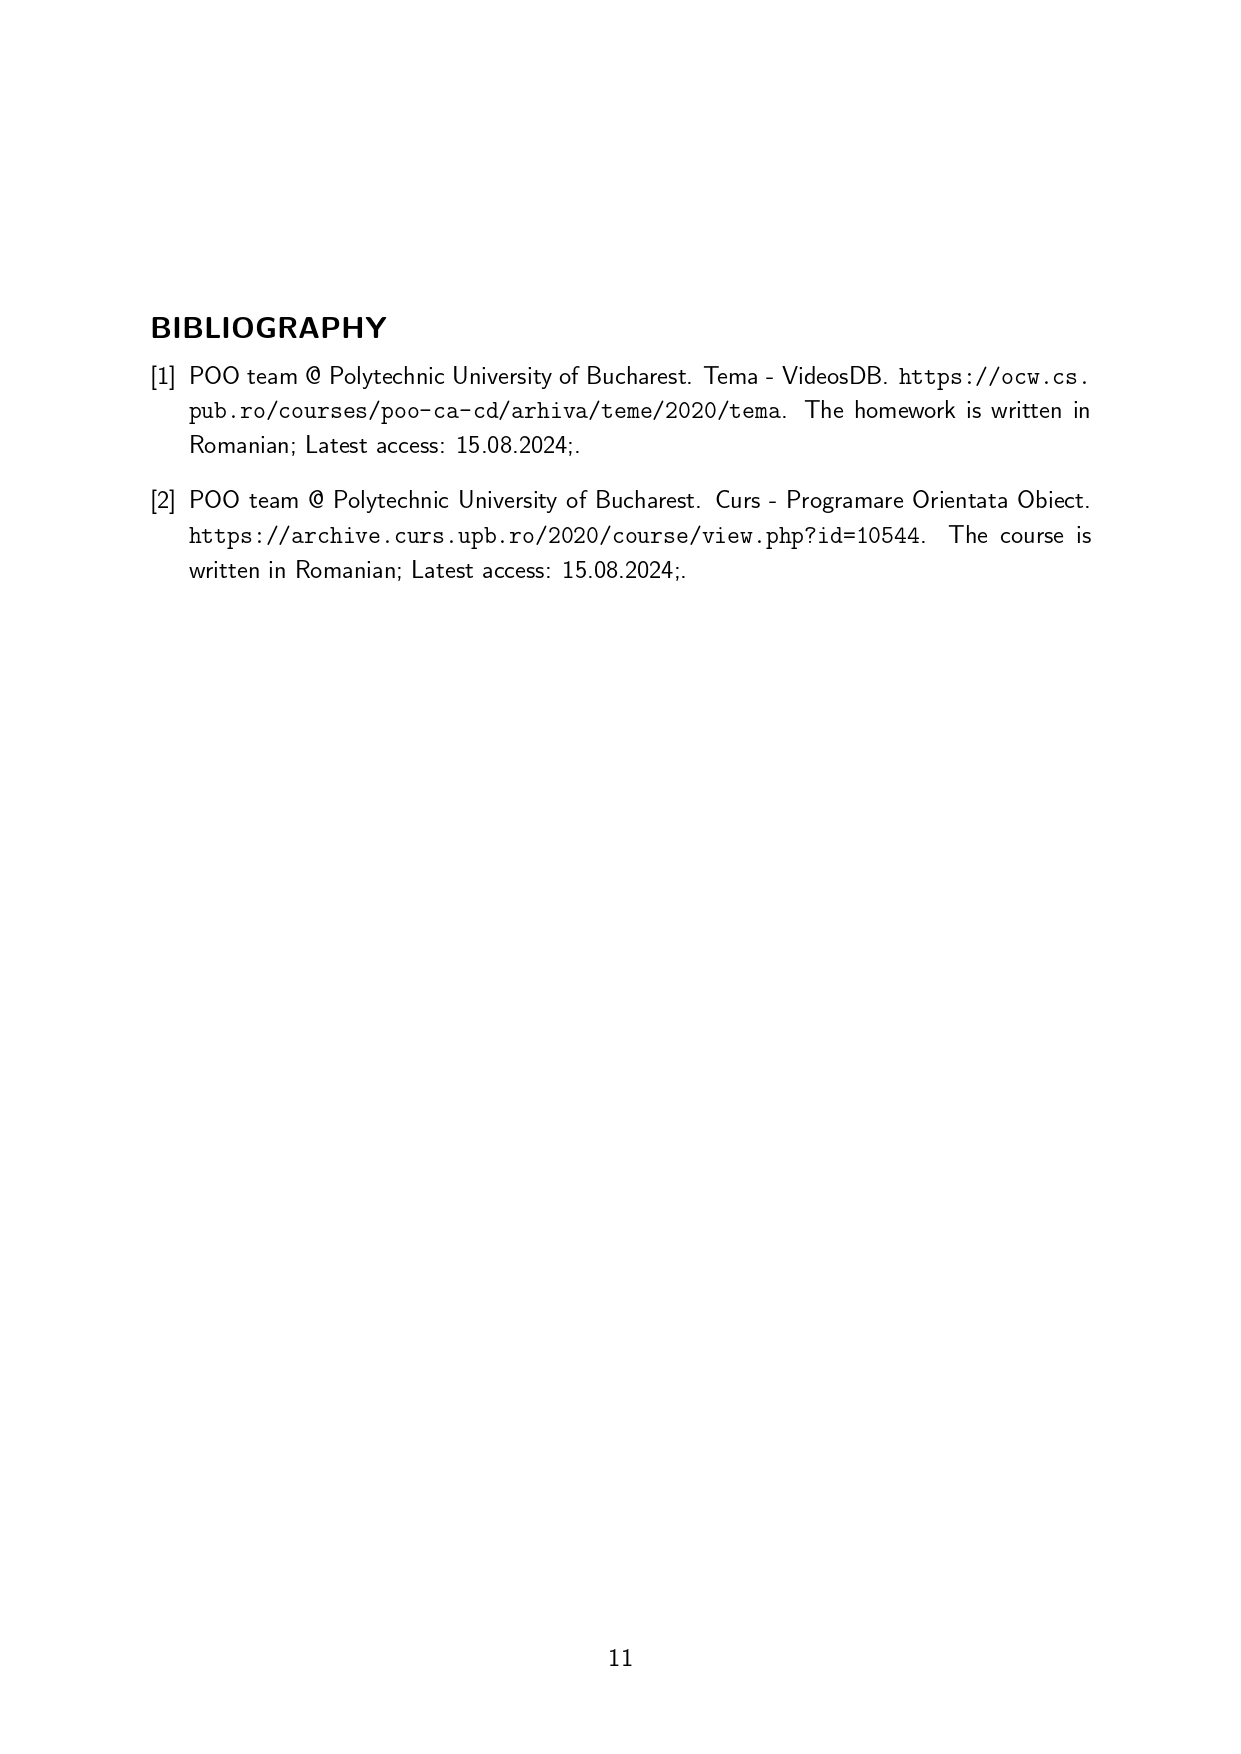 BIBLIOGRAPHY
[1] POO team @ Polytechnic University of Bucharest. Tema - VideosDB. https://ocw.cs.
pub.ro/courses/poo-ca-cd/arhiva/teme/2020/tema. The homework is written in
Romanian; Latest access: 15.08.2024;.
[2] POO team @ Polytechnic University of Bucharest. Curs - Programare Orientata Obiect.
https://archive.curs.upb.ro/2020/course/view.php?id=10544. The course is
written in Romanian; Latest access: 15.08.2024;.
11